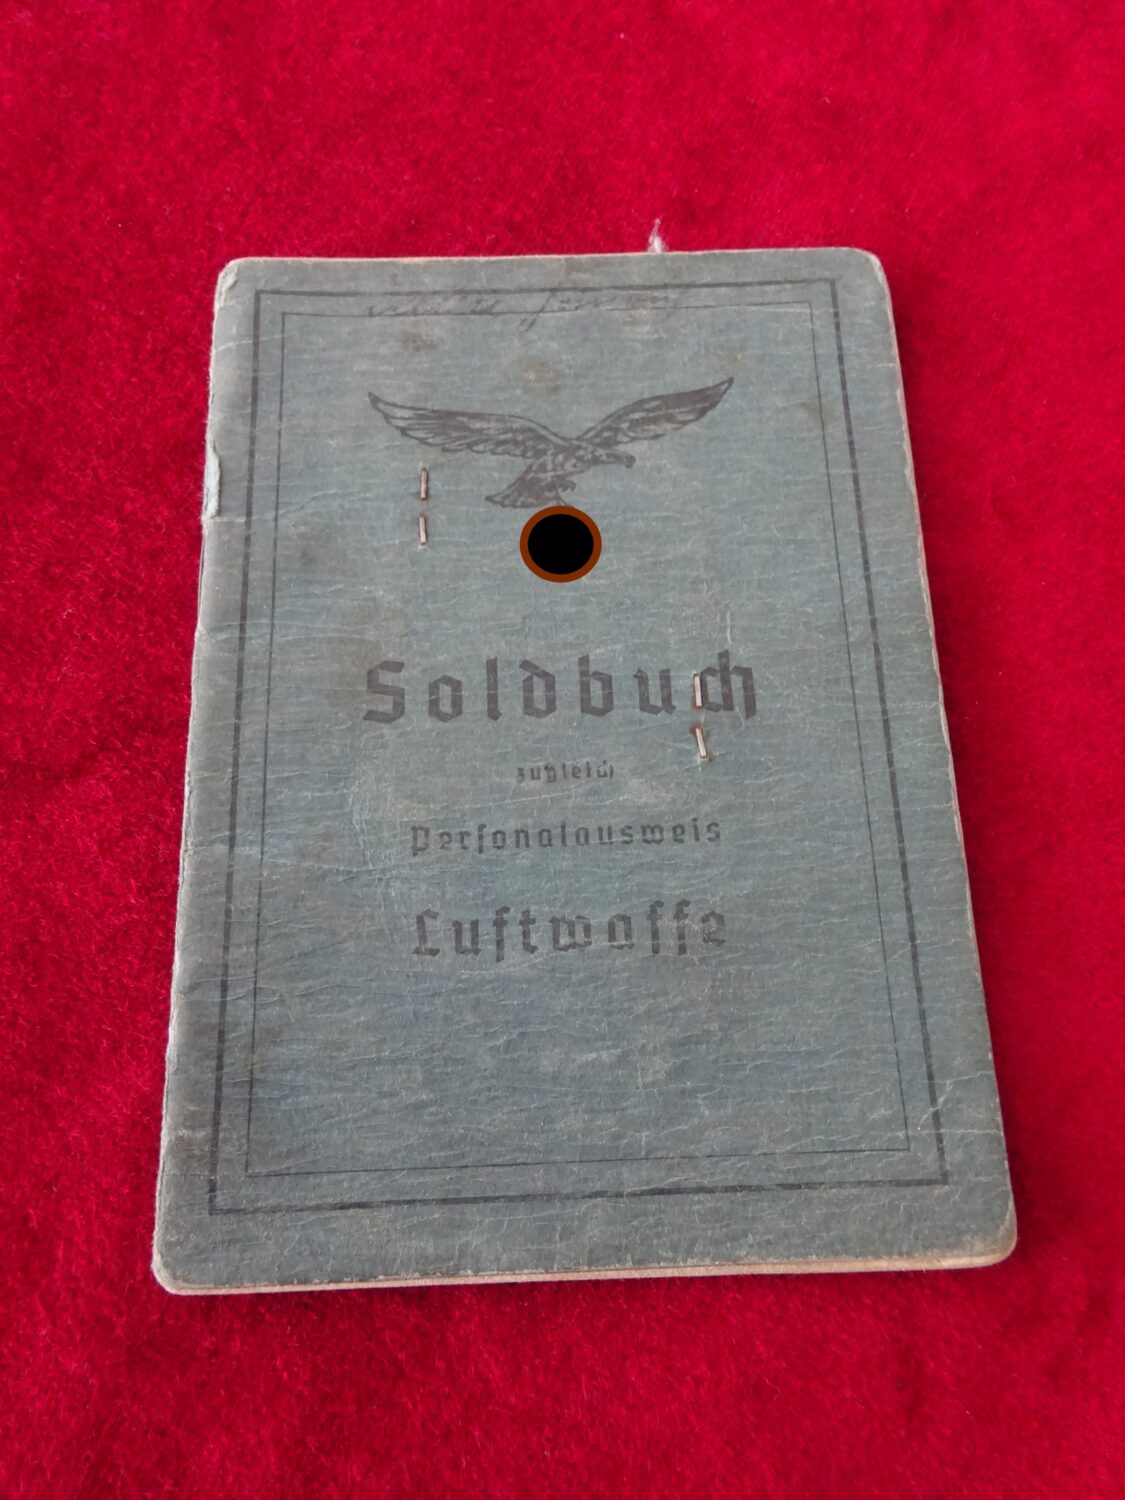 Soldbuch
zugleich
Personalausweis
Luftwaffe